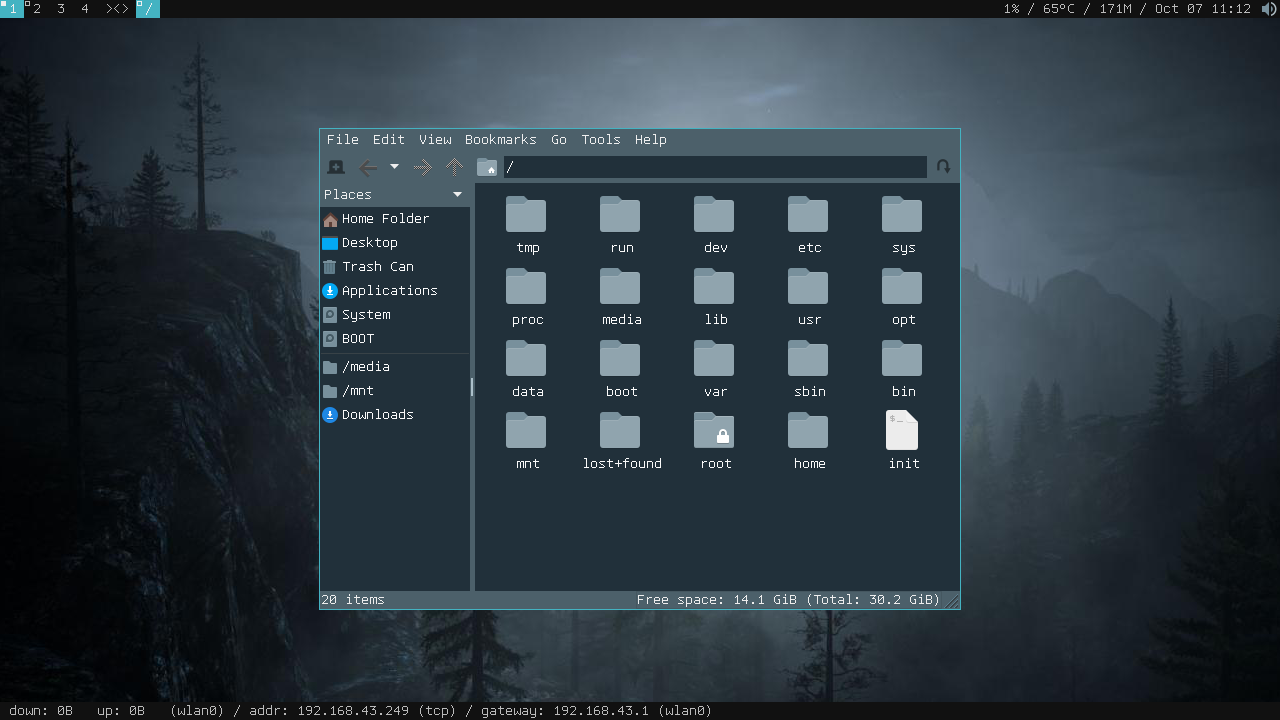 1 2 3 4 ><> /
1% / 65°C / 171M / Oct 07 11:12
File Edit View Bookmarks Go Tools Help
/
Places
Home Folder
Desktop
Trash Can
Applications
System
BOOT
/media
/mnt
Downloads
tmp run dev etc sys
proc media lib usr opt
data boot var sbin bin
$_
mnt lost+found root home init
20 items
Free space: 14.1 GiB (Total: 30.2 GiB)
down: 0B up: 0B (wlan0) / addr: 192.168.43.249 (tcp) / gateway: 192.168.43.1 (wlan0)